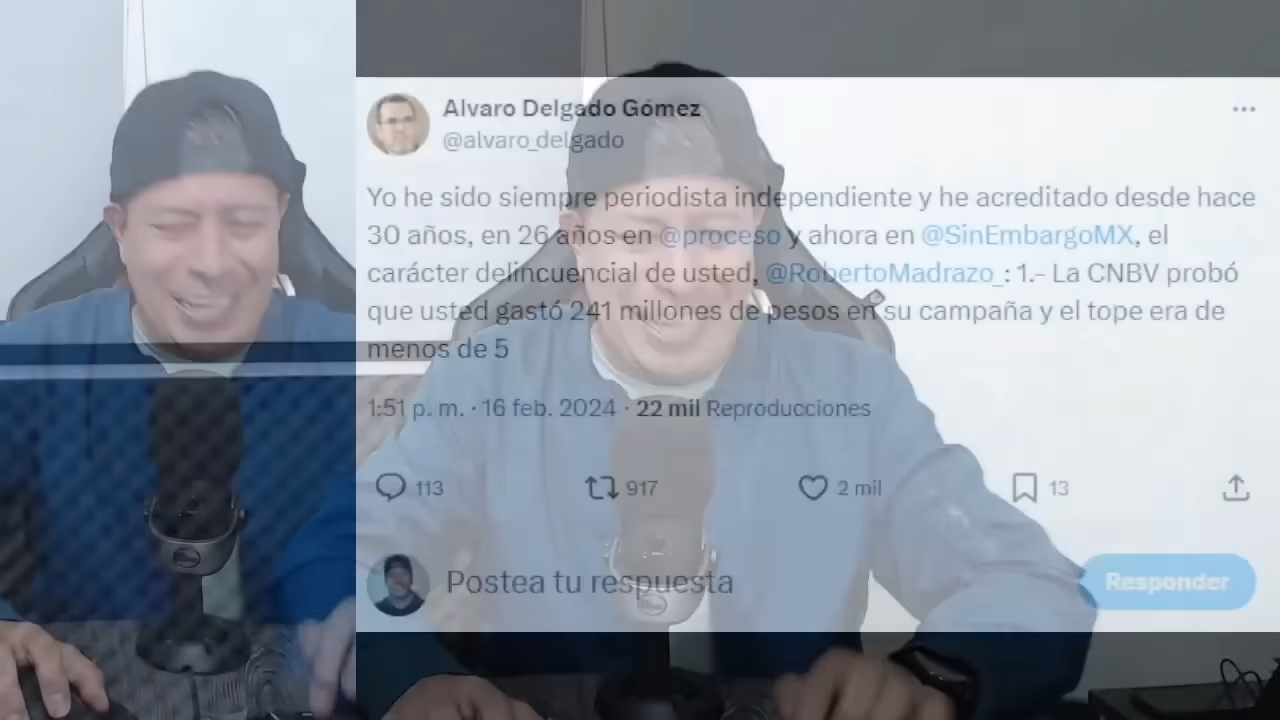 Alvaro Delgado Gómez
@alvaro_delgado
Yo he sido siempre periodista independiente y he acreditado desde hace
30 años, en 26 años en @proceso y ahora en @SinEmbargoMX, el
carácter delincuencial de usted, @RobertoMadrazo_: 1.- La CNBV probó
que usted gastó 241 millones de pesos en su campaña y el tope era de
menos de 5
1:51 p. m. · 16 feb. 2024 · 22 mil Reproducciones
113 917 2 mil 13
Postea tu respuesta Responder